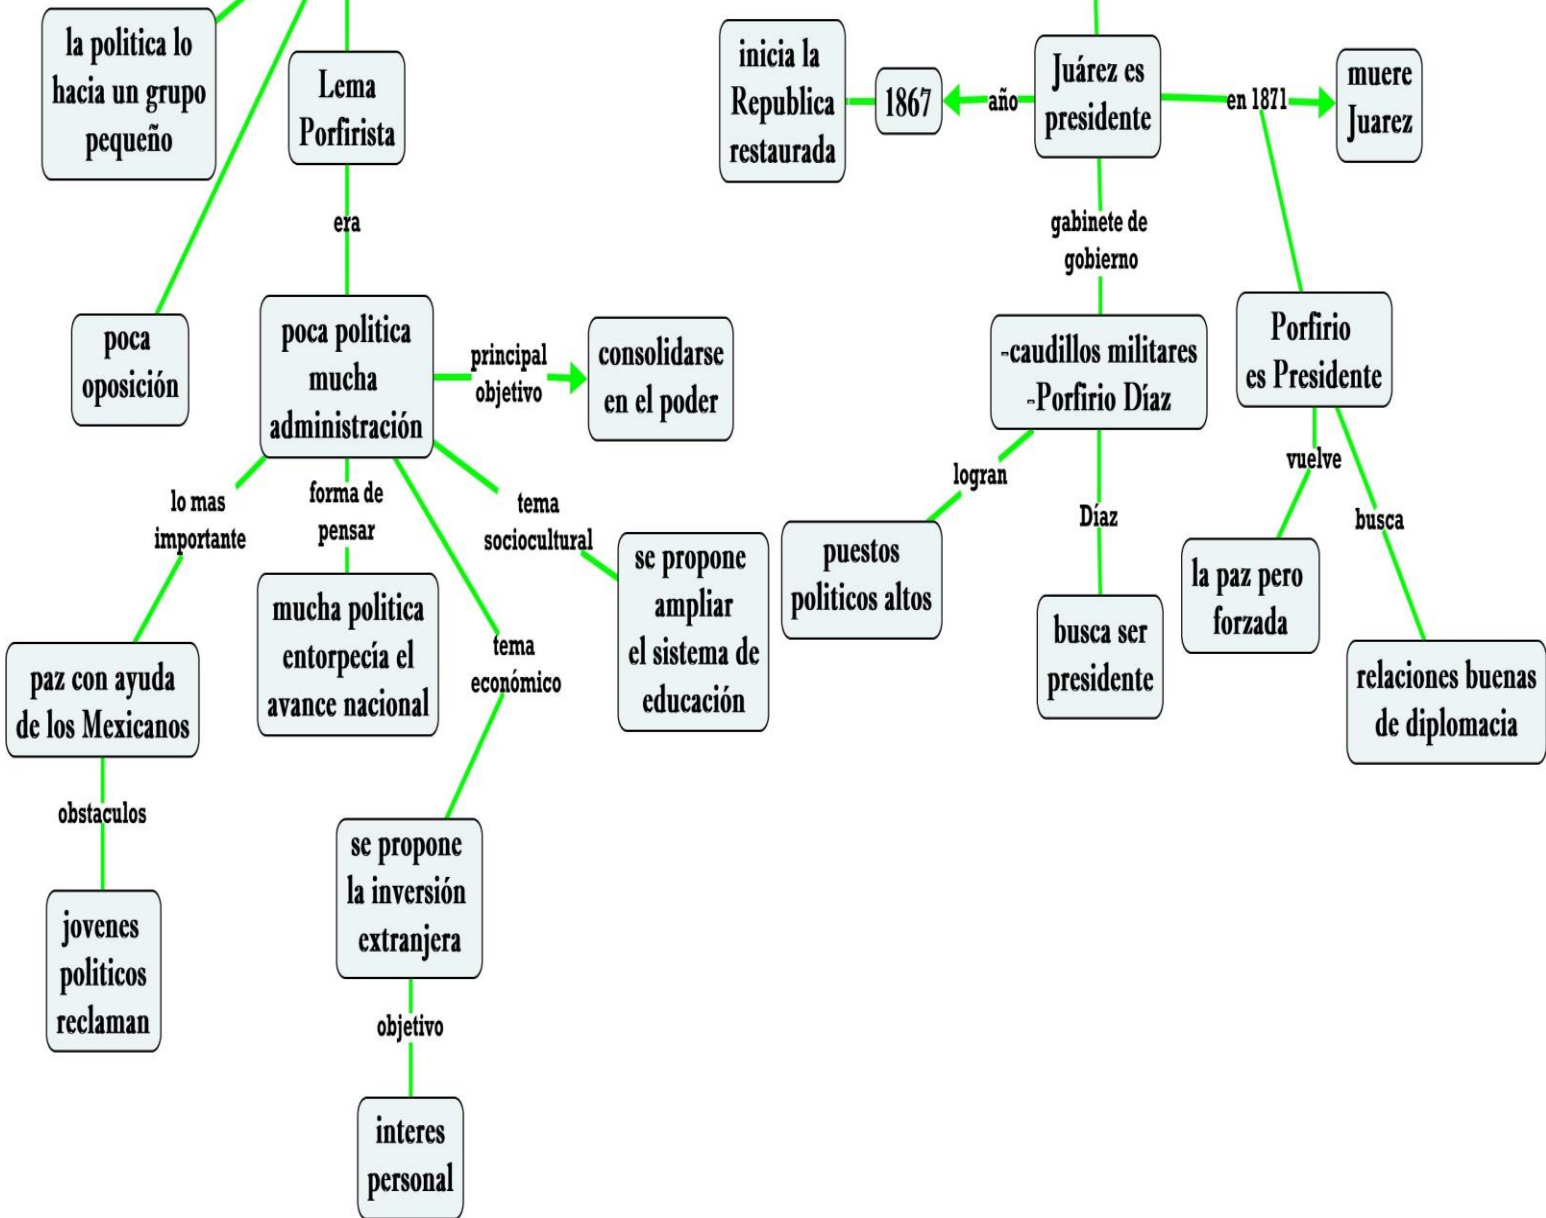 la politica lo
hacia un grupo
pequeño
Lema
Porfirista
era
poca
oposición
poca politica
mucha
administración
principal
objetivo
consolidarse
en el poder
lo mas
importante
forma de
pensar
tema
sociocultural
tema
económico
se propone
ampliar
el sistema de
educación
mucha politica
entorpecía el
avance nacional
paz con ayuda
de los Mexicanos
obstaculos
jovenes
politicos
reclaman
se propone
la inversión
extranjera
objetivo
interes
personal
inicia la
Republica
restaurada
1867
año
Juárez es
presidente
en 1871
muere
Juarez
gabinete de
gobierno
-caudillos militares
-Porfirio Díaz
Porfirio
es Presidente
logran
Díaz
vuelve
busca
puestos
politicos altos
busca ser
presidente
la paz pero
forzada
relaciones buenas
de diplomacia